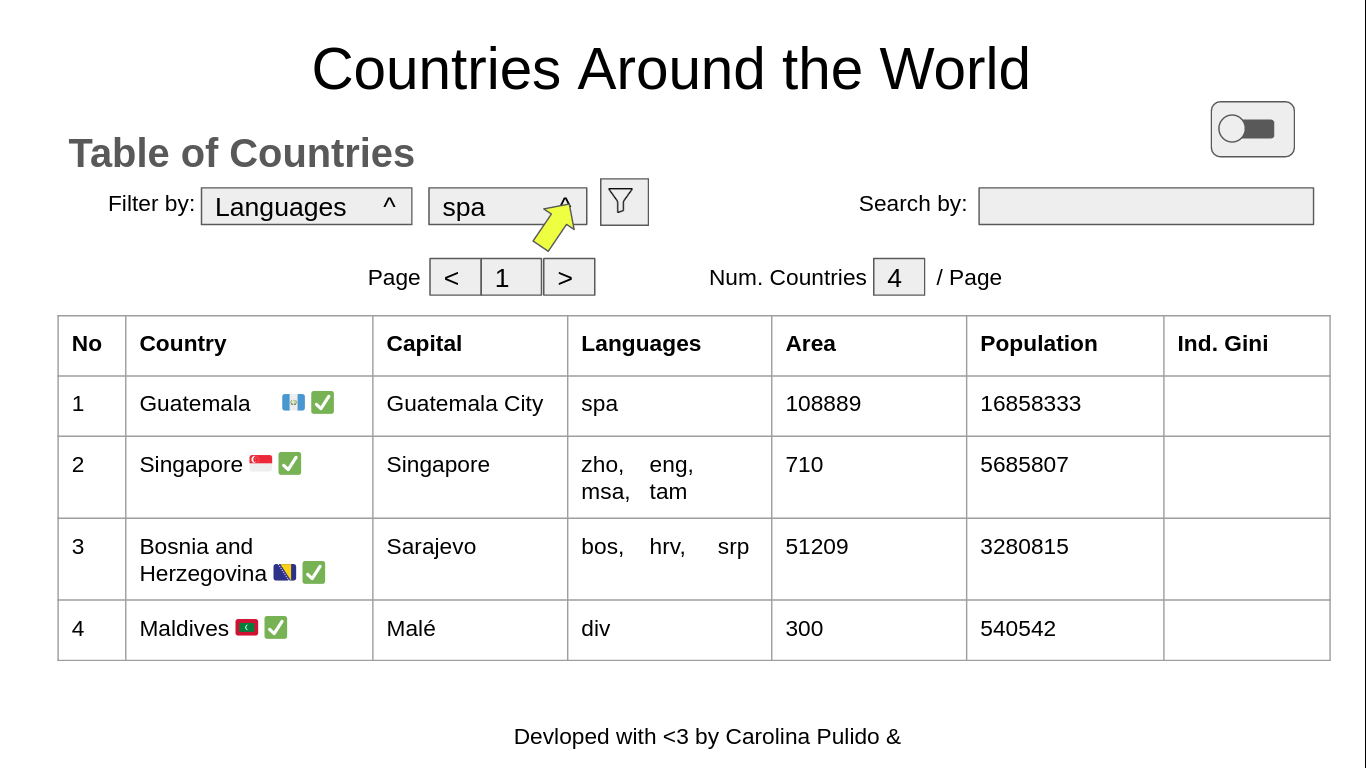 Countries Around the World
Table of Countries
Filter by: Languages ^ spa ^ Search by:
Page < 1 > Num. Countries 4 / Page
No Country Capital Languages Area Population Ind. Gini
1 Guatemala 🇬🇹 ✅ Guatemala City spa 108889 16858333
2 Singapore 🇸🇬 ✅ Singapore zho, eng, 710 5685807
msa, tam
3 Bosnia and Sarajevo bos, hrv, srp 51209 3280815
Herzegovina 🇧🇦 ✅
4 Maldives 🇲🇻 ✅ Malé div 300 540542
Devloped with <3 by Carolina Pulido &